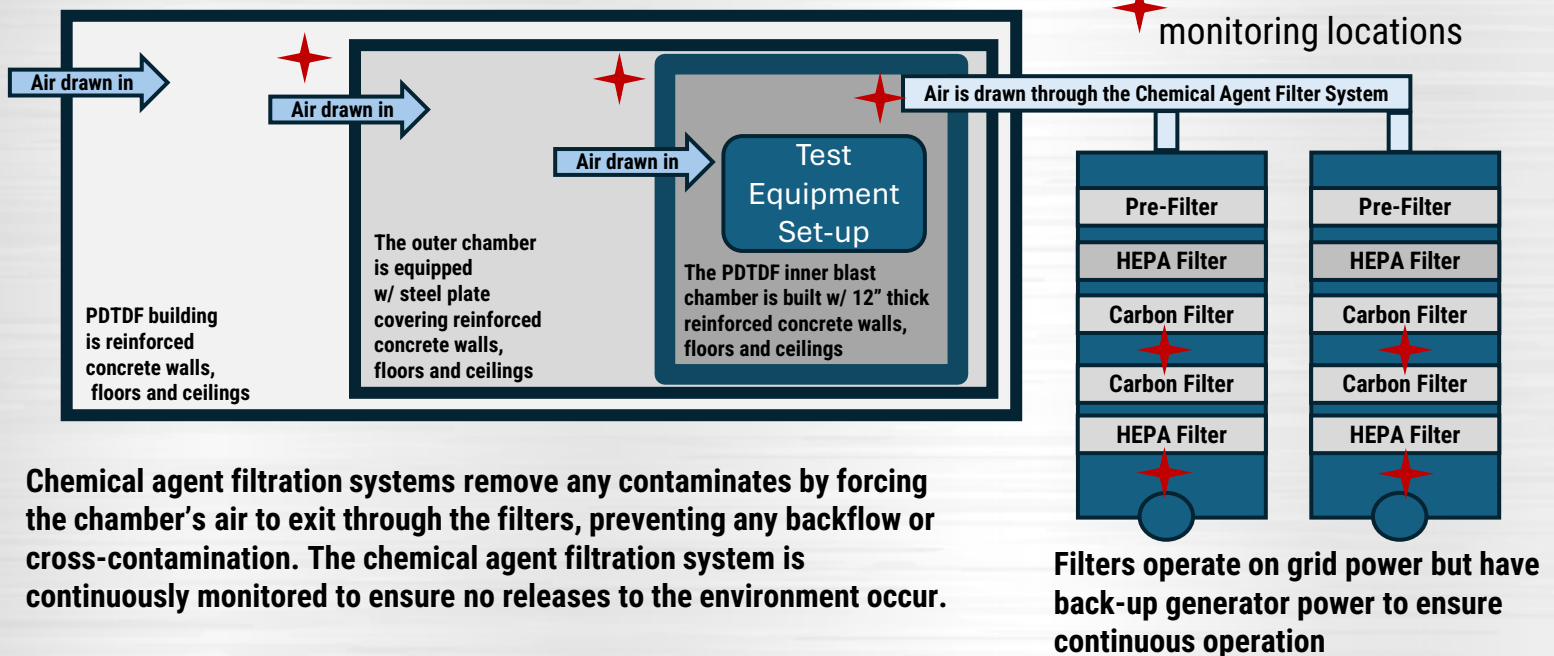 monitoring locations
Air drawn in
Air drawn in
Air drawn in
Air is drawn through the Chemical Agent Filter System
Test
Equipment
Set-up
PDTDF building
is reinforced
concrete walls,
floors and ceilings
The outer chamber
is equipped
w/ steel plate
covering reinforced
concrete walls,
floors and ceilings
The PDTDF inner blast
chamber is built w/ 12” thick
reinforced concrete walls,
floors and ceilings
Pre-Filter
HEPA Filter
Carbon Filter
Carbon Filter
HEPA Filter
Pre-Filter
HEPA Filter
Carbon Filter
Carbon Filter
HEPA Filter
Chemical agent filtration systems remove any contaminates by forcing
the chamber’s air to exit through the filters, preventing any backflow or
cross-contamination. The chemical agent filtration system is
continuously monitored to ensure no releases to the environment occur.
Filters operate on grid power but have
back-up generator power to ensure
continuous operation